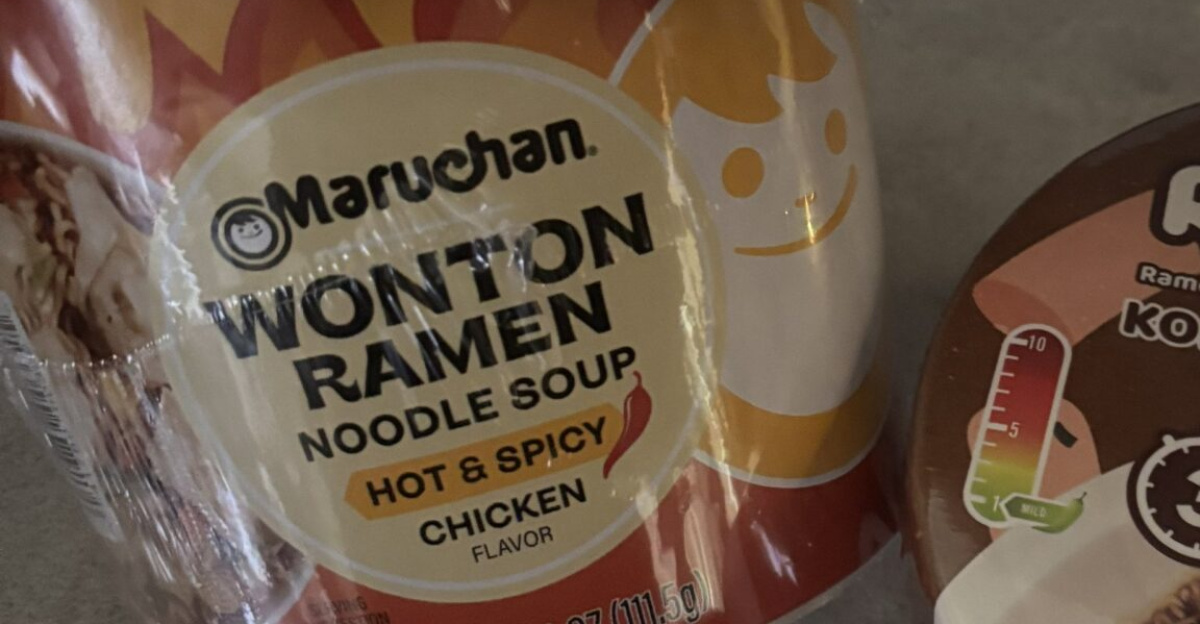 Maruchan®
WONTON
RAMEN
NOODLE SOUP
HOT & SPICY
CHICKEN
FLAVOR
(111.5g)
10
5
1
MILD